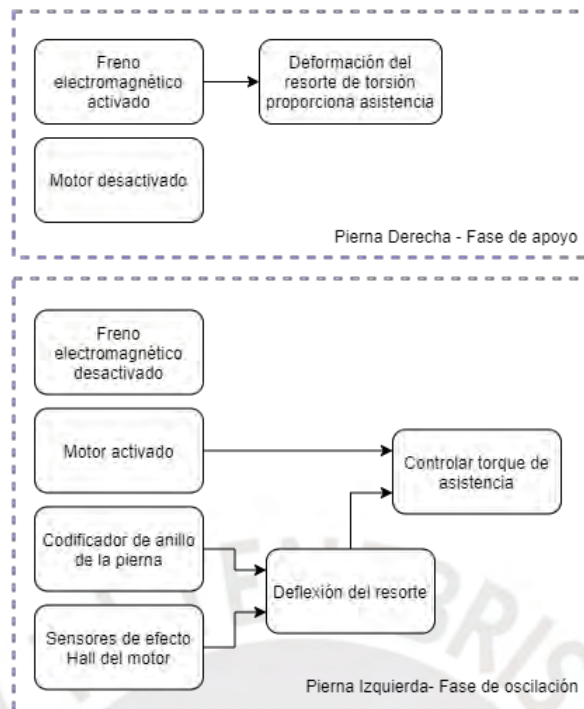 Freno
electromagnético
activado
Deformación del
resorte de torsión
proporciona asistencia
Motor desactivado
Pierna Derecha - Fase de apoyo
Freno
electromagnético
desactivado
Motor activado
Controlar torque de
asistencia
Codificador de anillo
de la pierna
Deflexión del resorte
Sensores de efecto
Hall del motor
Pierna Izquierda- Fase de oscilación